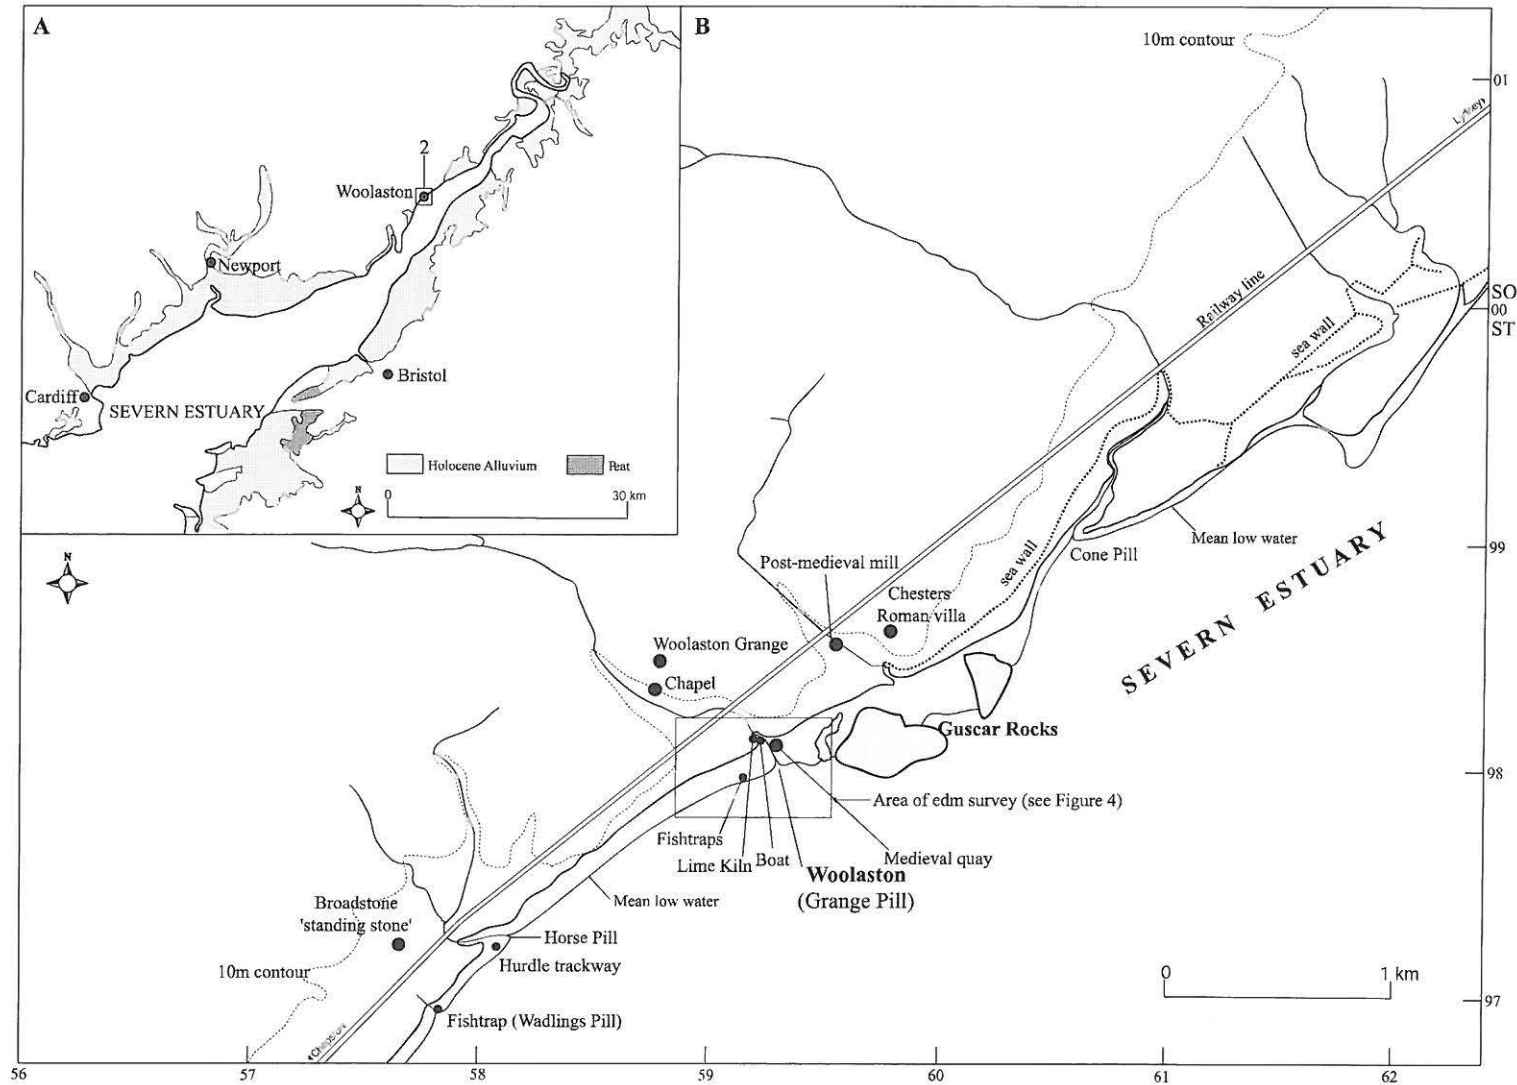 A
2
Woolaston
Newport
Cardiff
SEVERN ESTUARY
Bristol
Holocene Alluvium
Peat
N
0
30 km
B
10m contour
01
Lydney
Railway line
SO
00
ST
sea wall
Mean low water
99
Cone Pill
sea wall
SEVERN ESTUARY
N
Post-medieval mill
Chesters
Roman villa
Woolaston Grange
Chapel
Guscar Rocks
98
Area of edm survey (see Figure 4)
Fishtraps
Lime Kiln
Boat
Medieval quay
Woolaston
(Grange Pill)
Mean low water
Broadstone
'standing stone'
Horse Pill
Hurdle trackway
10m contour
0
1 km
97
Fishtrap (Wadlings Pill)
Chepstow
56
57
58
59
60
61
62